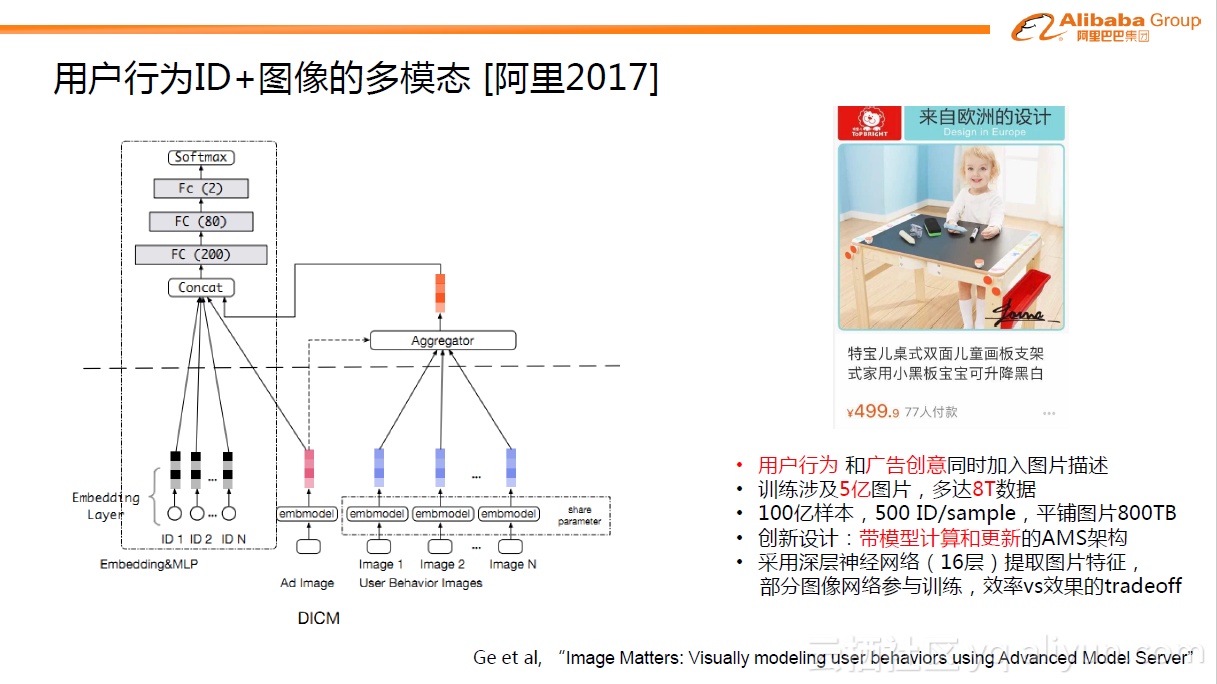 Alibaba Group
阿里巴巴集团
用户行为ID+图像的多模态 [阿里2017]
Softmax
Fc (2)
FC (80)
FC (200)
Concat
Aggregator
Embedding
Layer
...
ID 1 ID 2 ID N
Embedding&MLP
embmodel embmodel embmodel embmodel
...
share
parameter
...
Image 1 Image 2 Image N
Ad Image
User Behavior Images
DICM
TOPBRIGHT
来自欧洲的设计
Design in Europe
特宝儿桌式双面儿童画板支架
式家用小黑板宝宝可升降黑白
¥499.9 77人付款
• 用户行为 和广告创意同时加入图片描述
• 训练涉及5亿图片，多达8T数据
• 100亿样本，500 ID/sample，平铺图片800TB
• 创新设计：带模型计算和更新的AMS架构
• 采用深层神经网络（16层）提取图片特征，
部分图像网络参与训练，效率vs效果的tradeoff
Ge et al, “Image Matters: Visually modeling user behaviors using Advanced Model Server”
云栖社区 yq.aliyun.com